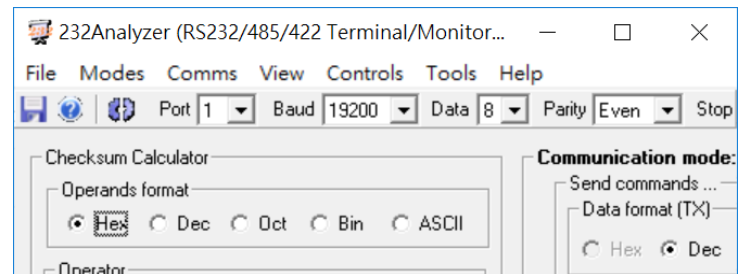 232Analyzer (RS232/485/422 Terminal/Monitor...
File Modes Comms View Controls Tools Help
Port 1 Baud 19200 Data 8 Parity Even Stop
Checksum Calculator
Operands format
Hex Dec Oct Bin ASCII
Operator
Communication mode:
Send commands ...
Data format (TX)
Hex Dec